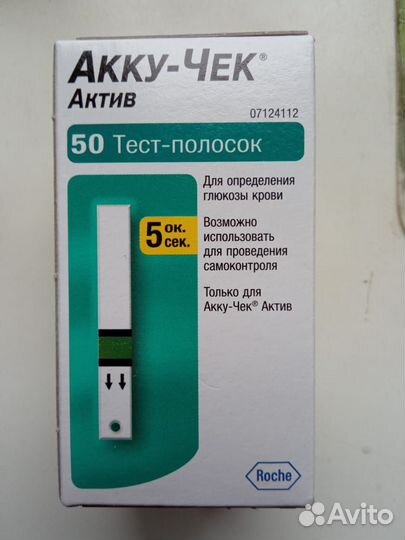 АККУ-ЧЕК®
АКТИВ
07124112
50 Тест-полосок
Для определения
глюкозы крови
5 ок. сек.
Возможно
использовать
для проведения
самоконтроля
Только для
Акку-Чек® Актив
Roche
Avito